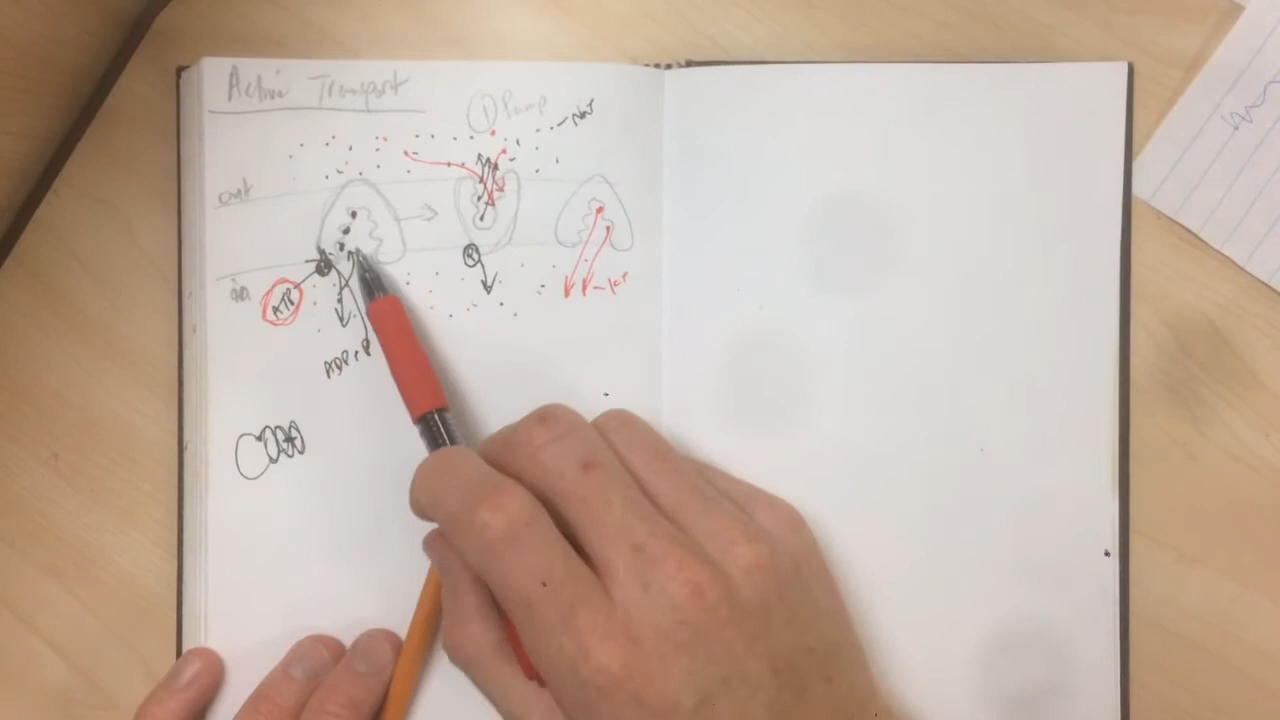 Active Transport
① Pump
Na+
out
in
ATP
P
K+
ADP + P